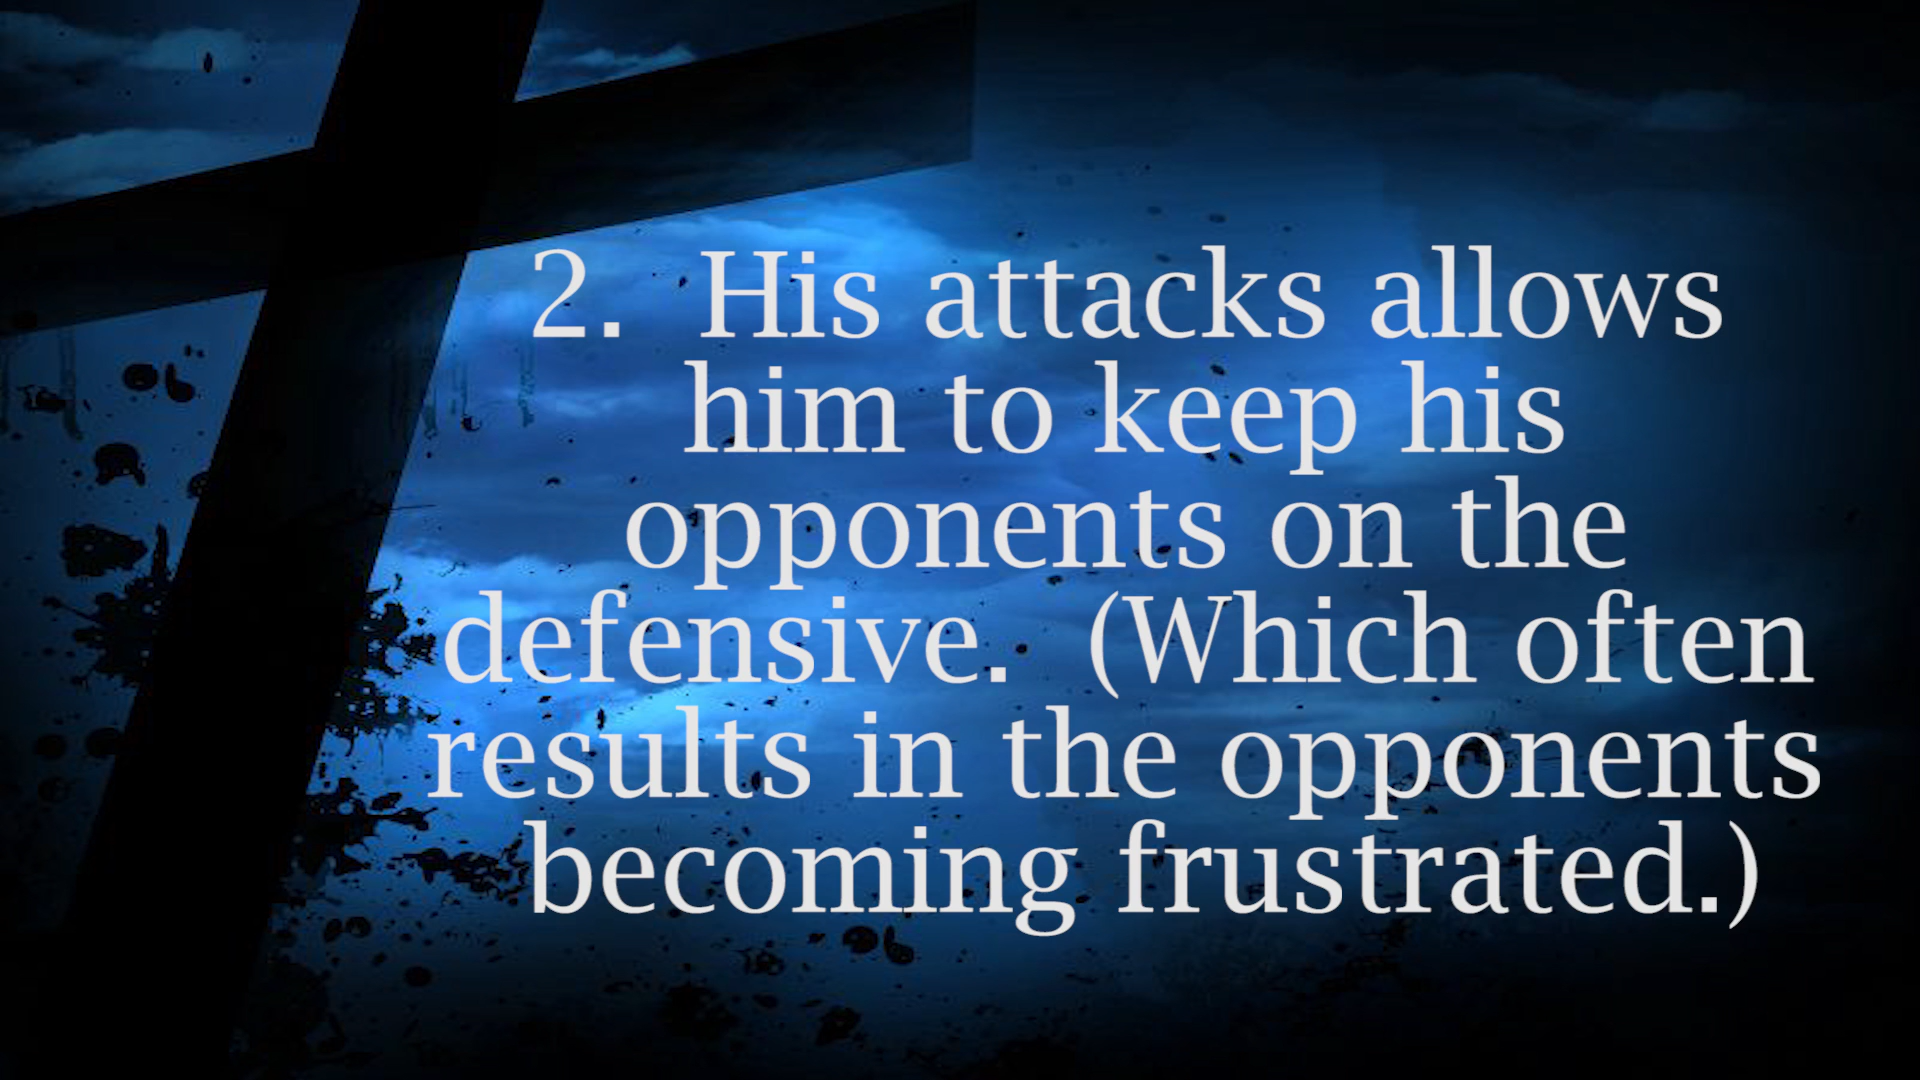 2.  His attacks allows
him to keep his
opponents on the
defensive.  (Which often
results in the opponents
becoming frustrated.)